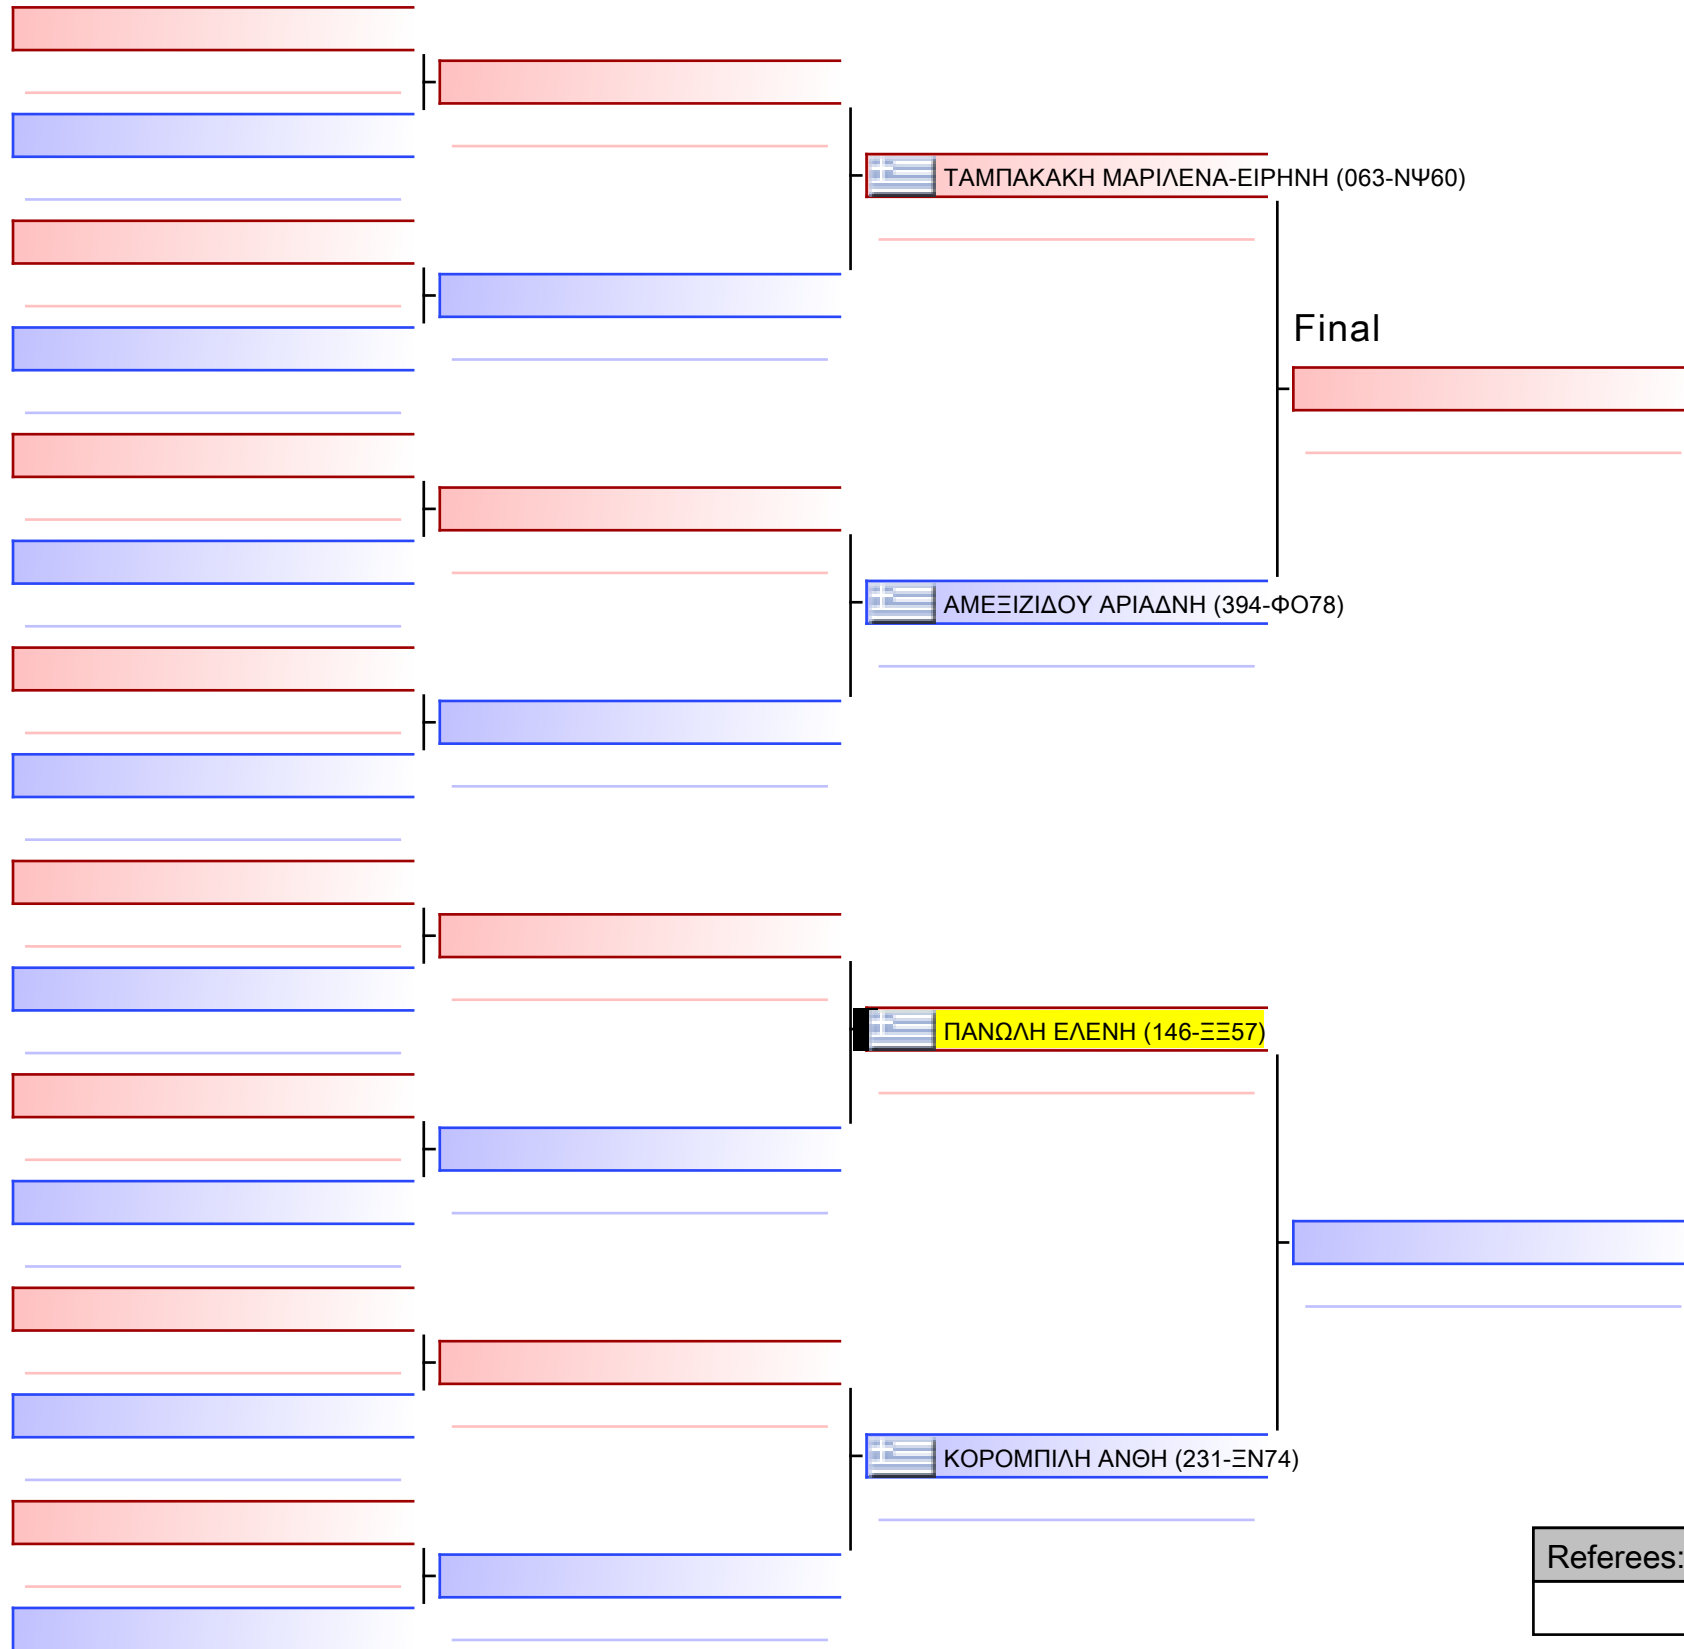 ΤΑΜΠΑΚΑΚΗ ΜΑΡΙΛΕΝΑ-ΕΙΡΗΝΗ (063-ΝΨ60)
Final
ΑΜΕΞΙΖΙΔΟΥ ΑΡΙΑΔΝΗ (394-ΦΟ78)
ΠΑΝΩΛΗ ΕΛΕΝΗ (146-ΞΞ57)
ΚΟΡΟΜΠΙΛΗ ΑΝΘΗ (231-ΞΝ74)
Referees: